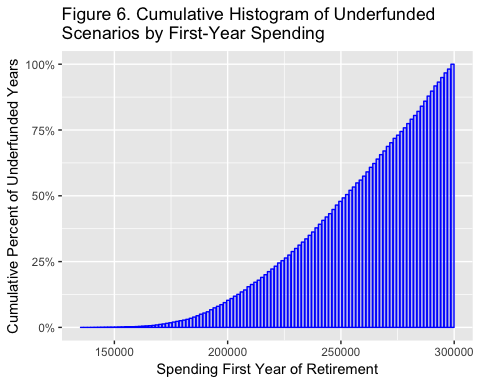 Figure 6. Cumulative Histogram of Underfunded
Scenarios by First-Year Spending
Cumulative Percent of Underfunded Years
100%
75%
50%
25%
0%
150000 200000 250000 300000
Spending First Year of Retirement